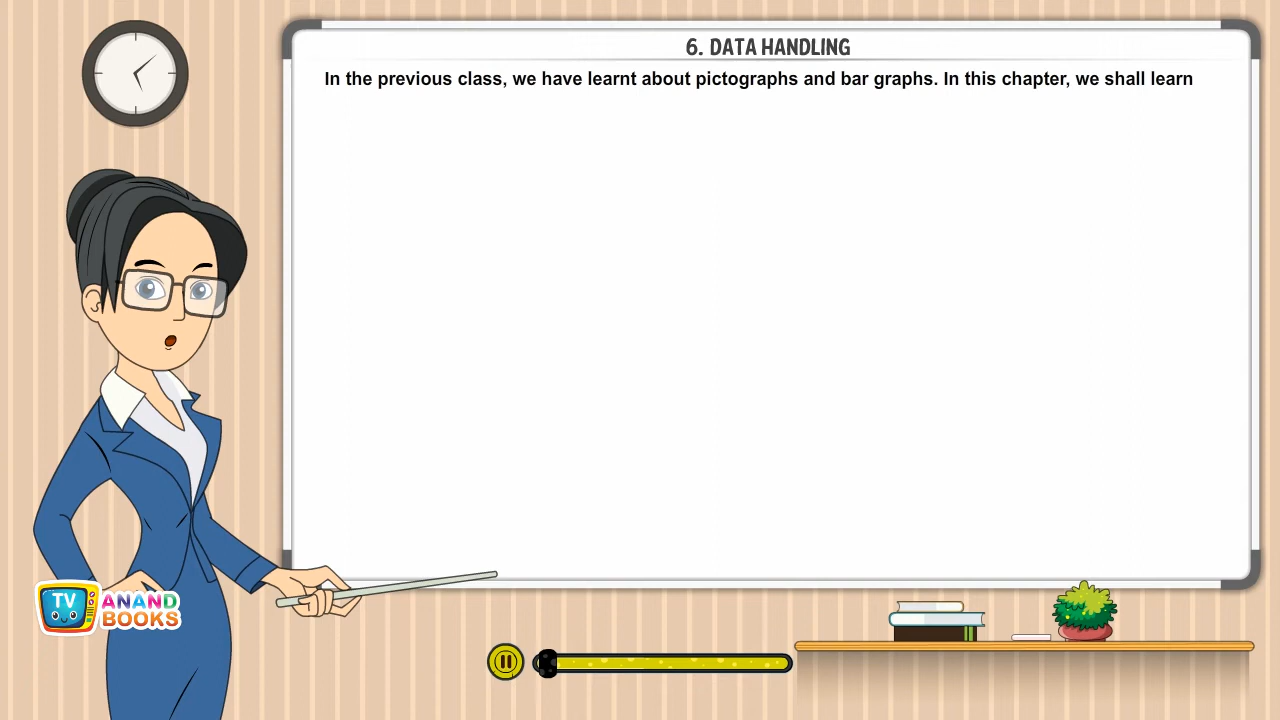 6. DATA HANDLING
In the previous class, we have learnt about pictographs and bar graphs. In this chapter, we shall learn
TV
ANAND
BOOKS